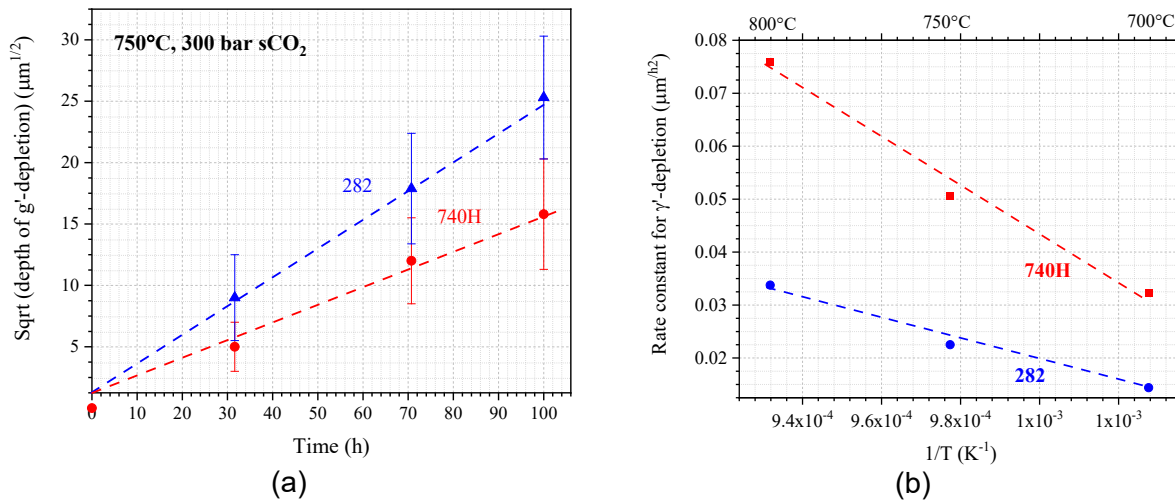 750°C, 300 bar sCO₂
Sqrt (depth of g'-depletion) (μm¹ᐟ²)
30
25
20
15
10
5
282
740H
0 10 20 30 40 50 60 70 80 90 100
Time (h)
(a)
800°C 750°C 700°C
Rate constant for γ'-depletion (μm/ʰ²)
0.08
0.07
0.06
0.05
0.04
0.03
0.02
740H
282
9.4x10⁻⁴ 9.6x10⁻⁴ 9.8x10⁻⁴ 1x10⁻³ 1x10⁻³
1/T (K⁻¹)
(b)